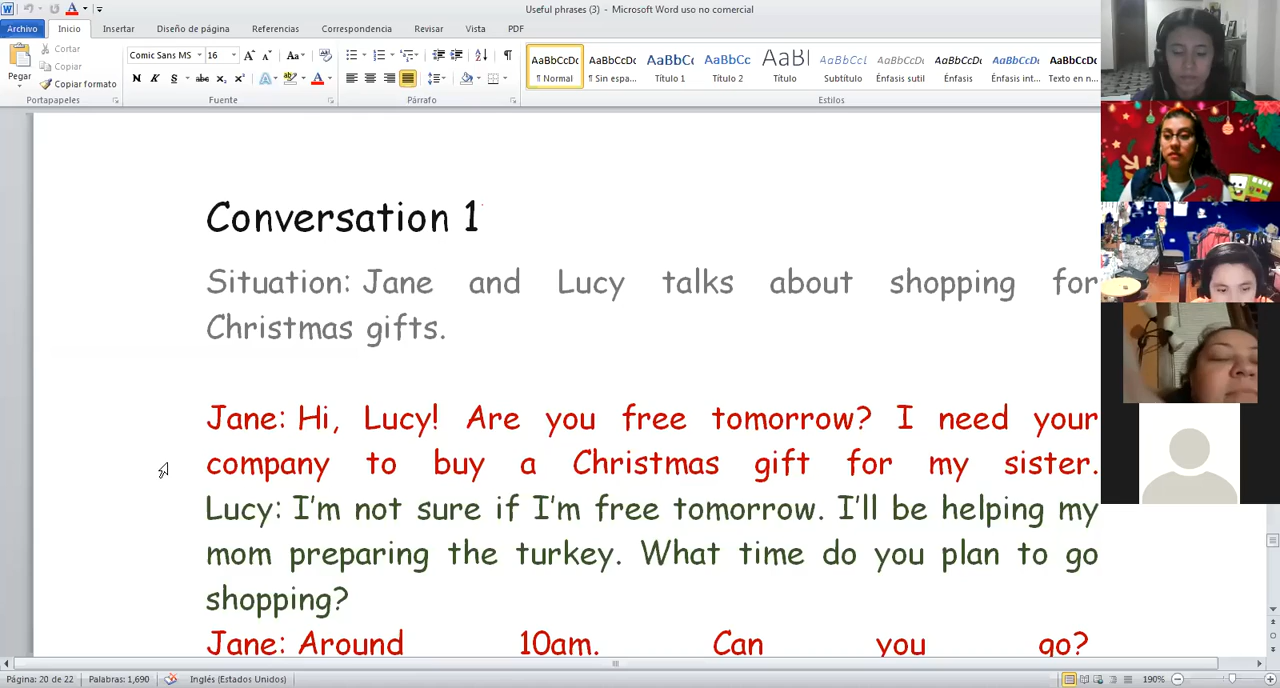 Useful phrases (3) - Microsoft Word uso no comercial
Archivo Inicio Insertar Diseño de página Referencias Correspondencia Revisar Vista PDF
Pegar
Cortar
Copiar
Copiar formato
Portapapeles
Comic Sans MS 16
N K S abc x₂ x²
Fuente
Párrafo
AaBbCcDc AaBbCcDc AaBbCc AaBbCc AaBl AaBbCcL AaBbCcDt AaBbCcDt AaBbCcDt AaBbCcDc
¶ Normal ¶ Sin espa... Título 1 Título 2 Título Subtítulo Énfasis sutil Énfasis Énfasis int... Texto en n
Estilos
Conversation 1
Situation: Jane and Lucy talks about shopping for
Christmas gifts.
Jane: Hi, Lucy! Are you free tomorrow? I need your
company to buy a Christmas gift for my sister.
Lucy: I'm not sure if I'm free tomorrow. I'll be helping my
mom preparing the turkey. What time do you plan to go
shopping?
Jane: Around 10am. Can you go?
Página: 20 de 22 Palabras: 1,690 Inglés (Estados Unidos) 190%